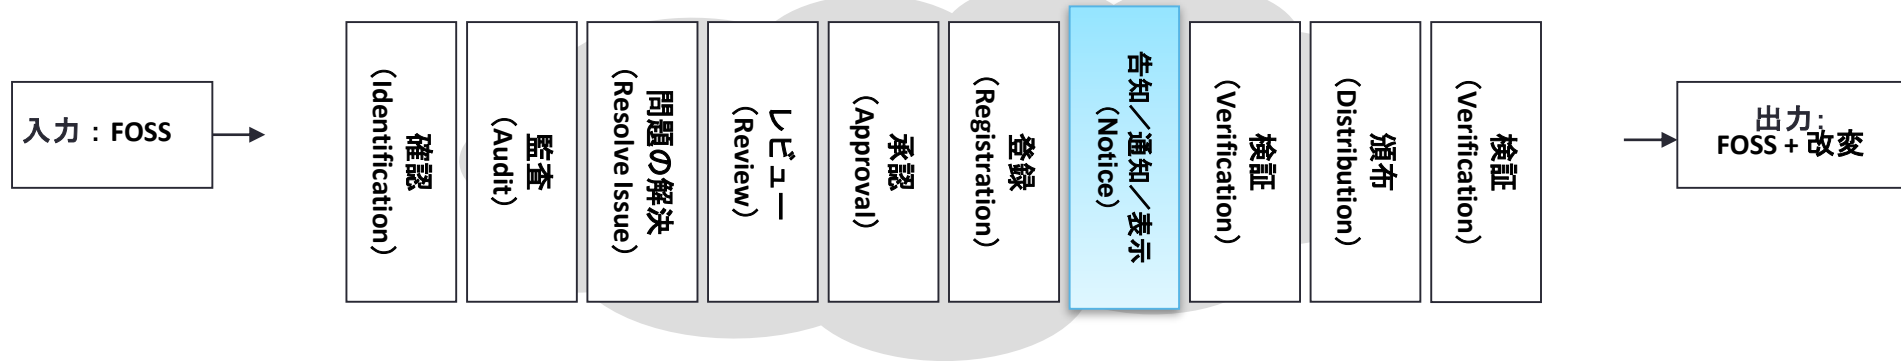 入力 : FOSS
確認
（Identification）
監査
（Audit）
問題の解決
（Resolve Issue）
レビュー
（Review）
承認
（Approval）
登録
（Registration）
告知／通知／表示
（Notice）
検証
（Verification）
頒布
（Distribution）
検証
（Verification）
出力:
FOSS + 改変